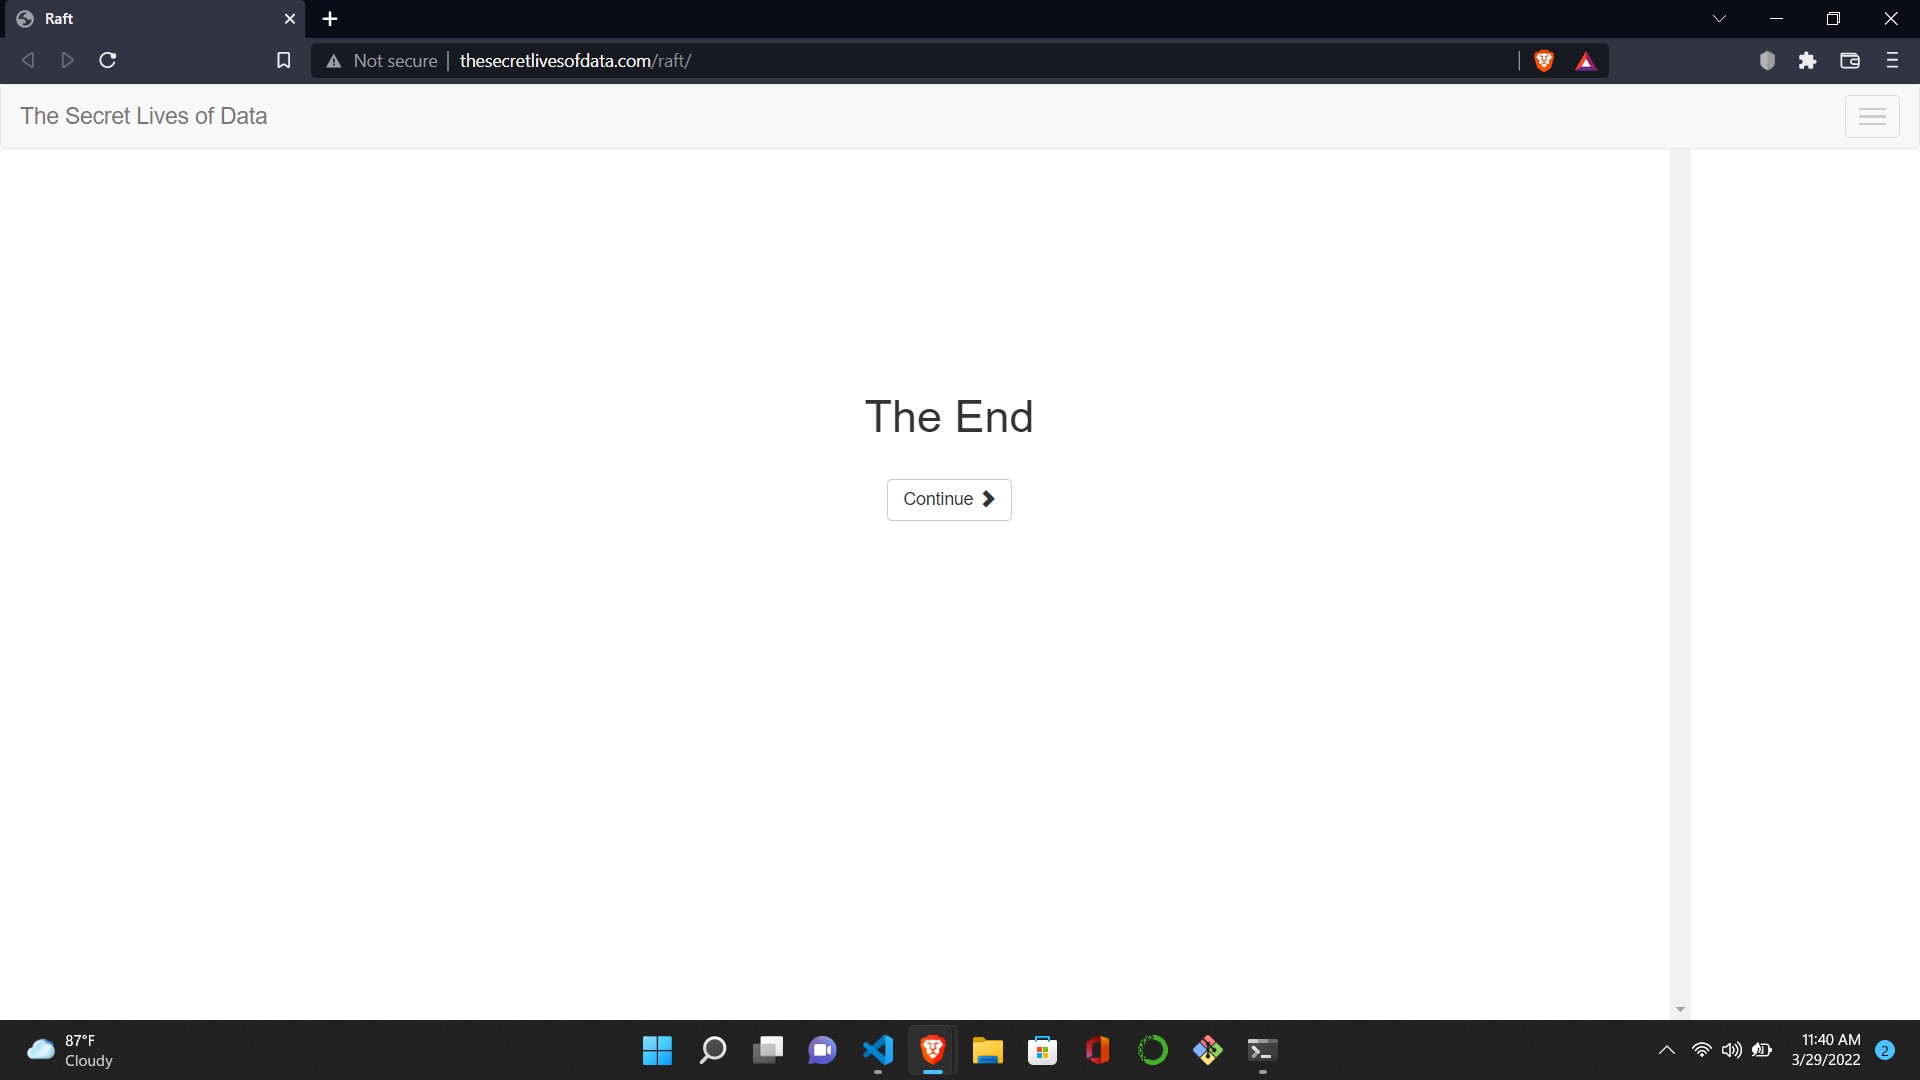 Raft
Not secure
thesecretlivesofdata.com/raft/
The Secret Lives of Data
The End
Continue
87°F
Cloudy
11:40 AM
3/29/2022
2